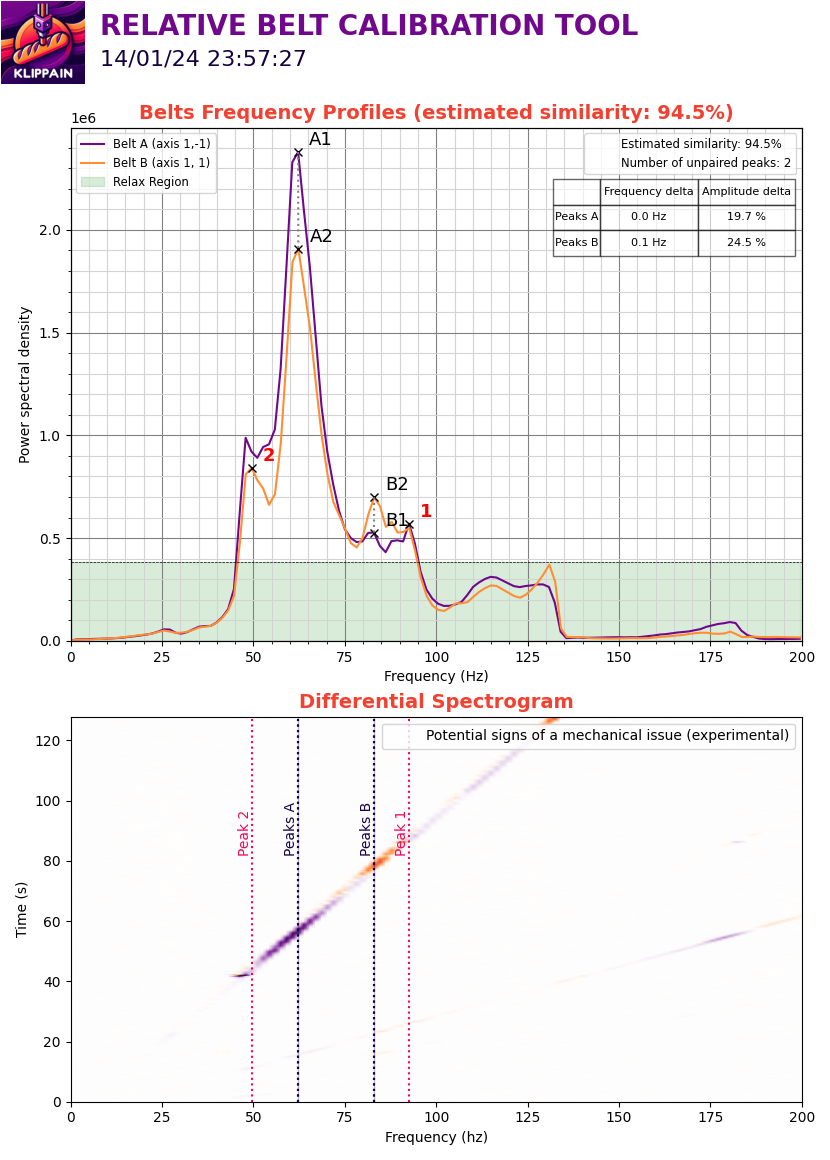 KLIPPAIN
RELATIVE BELT CALIBRATION TOOL
14/01/24 23:57:27
Belts Frequency Profiles (estimated similarity: 94.5%)
1e6
Belt A (axis 1,-1)
Belt B (axis 1, 1)
Relax Region
Estimated similarity: 94.5%
Number of unpaired peaks: 2
Frequency delta Amplitude delta
Peaks A 0.0 Hz 19.7 %
Peaks B 0.1 Hz 24.5 %
A1
A2
2
B2
B1
1
Power spectral density
2.0
1.5
1.0
0.5
0.0
0 25 50 75 100 125 150 175 200
Frequency (Hz)
Differential Spectrogram
Potential signs of a mechanical issue (experimental)
Peak 2
Peaks A
Peaks B
Peak 1
Time (s)
120
100
80
60
40
20
0
0 25 50 75 100 125 150 175 200
Frequency (hz)